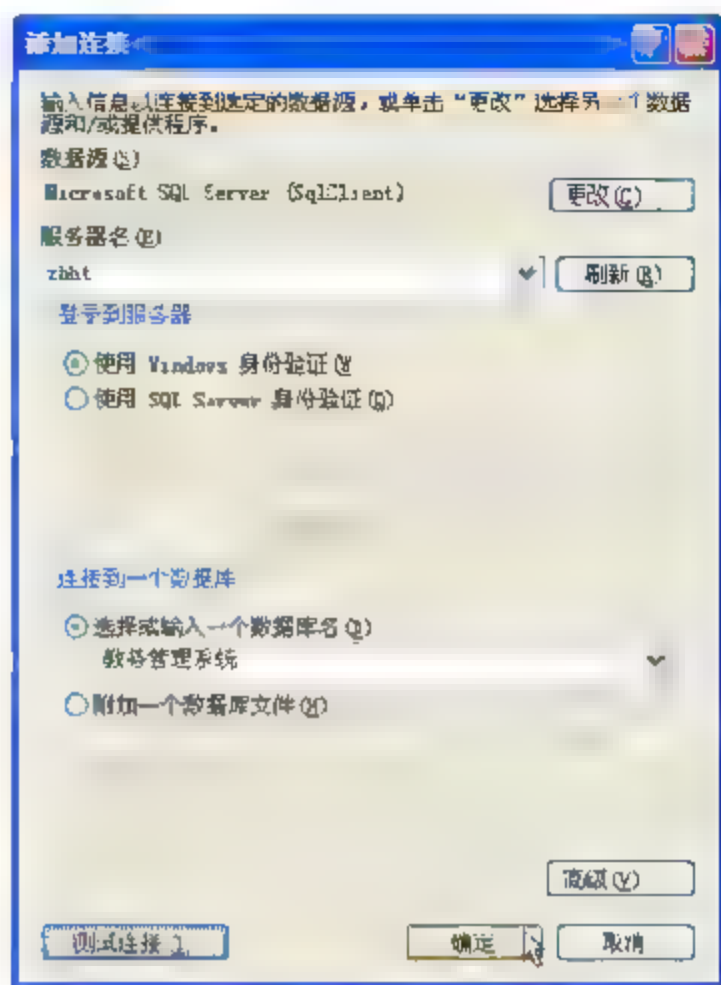 添加连接
输入信息以连接到选定的数据源，或单击“更改”选择另一个数据
源和/或提供程序。
数据源(S)
Microsoft SQL Server (SqlClient)
更改(C)
服务器名(E)
zhht
刷新(R)
登录到服务器
使用 Windows 身份验证(W
使用 SQL Server 身份验证(Q)
连接到一个数据库
选择或输入一个数据库名(D)
教务管理系统
附加一个数据库文件(H)
高级(V)
测试连接
确定
取消